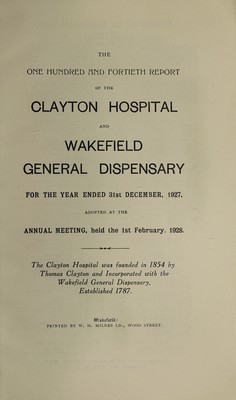 THE
ONE HUNDRED AND FORTIETH REPORT
OF THE
CLAYTON HOSPITAL
AND
WAKEFIELD
GENERAL DISPENSARY
FOR THE YEAR ENDED 31st DECEMBER, 1927,
ADOPTED AT THE
ANNUAL MEETING, held the 1st February. 1928.
The Clayton Hospital was founded in 1854 by
Thomas Clayton and Incorporated with the
Wakefield General Dispensary,
Established 1787.
Wakefield:
PRINTED BY W. H. MILNES LD., WOOD STREET.